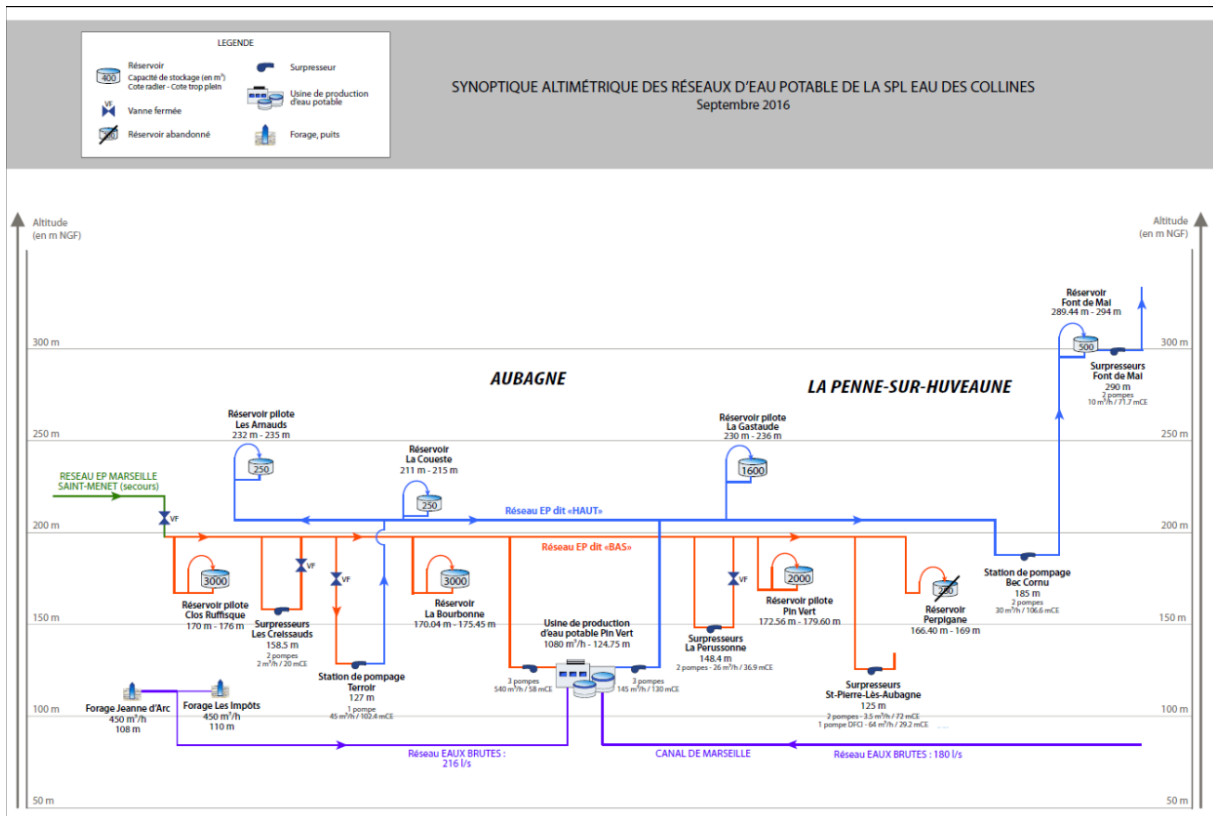 LEGENDE
400
Réservoir
Capacité de stockage (en m³)
Cote radier - Cote trop plein
VF
Vanne fermée
Réservoir abandonné
Surpresseur
Usine de production
d'eau potable
Forage, puits
SYNOPTIQUE ALTIMÉTRIQUE DES RÉSEAUX D'EAU POTABLE DE LA SPL EAU DES COLLINES
Septembre 2016
Altitude
(en m NGF)
Altitude
(en m NGF)
Réservoir
Font de Mai
289.44 m - 294 m
500
300 m
300 m
Surpresseurs
Font de Mai
290 m
2 pompes
10 m³/h / 71.7 mCE
AUBAGNE
LA PENNE-SUR-HUVEAUNE
Réservoir pilote
Les Arnauds
232 m - 235 m
250
Réservoir
La Coueste
211 m - 215 m
250
Réservoir pilote
La Gastaude
230 m - 236 m
1600
250 m
250 m
RESEAU EP MARSEILLE
SAINT-MENET (secours)
VF
Réseau EP dit «HAUT»
200 m
200 m
Réseau EP dit «BAS»
3000
Réservoir pilote
Clos Ruffisque
170 m - 176 m
VF
Surpresseurs
Les Creissauds
158.5 m
2 pompes
2 m³/h / 20 mCE
VF
Station de pompage
Terroir
127 m
1 pompe
45 m³/h / 102.4 mCE
3000
Réservoir
La Bourbonne
170.04 m - 175.45 m
Usine de production
d'eau potable Pin Vert
1080 m³/h - 124.75 m
3 pompes
540 m³/h / 58 mCE
3 pompes
145 m³/h / 130 mCE
VF
Surpresseurs
La Perussonne
148.4 m
2 pompes - 26 m³/h / 36.9 mCE
2000
Réservoir pilote
Pin Vert
172.56 m - 179.60 m
Réservoir
Perpigane
166.40 m - 169 m
Station de pompage
Bec Cornu
185 m
2 pompes
30 m³/h / 106.6 mCE
150 m
150 m
Surpresseurs
St-Pierre-Lès-Aubagne
125 m
2 pompes - 3.5 m³/h / 72 mCE
1 pompe DFCI - 64 m³/h / 29.2 mCE
Forage Jeanne d'Arc
450 m³/h
108 m
Forage Les Impôts
450 m³/h
110 m
100 m
100 m
Réseau EAUX BRUTES :
216 l/s
CANAL DE MARSEILLE
Réseau EAUX BRUTES : 180 l/s
50 m
50 m